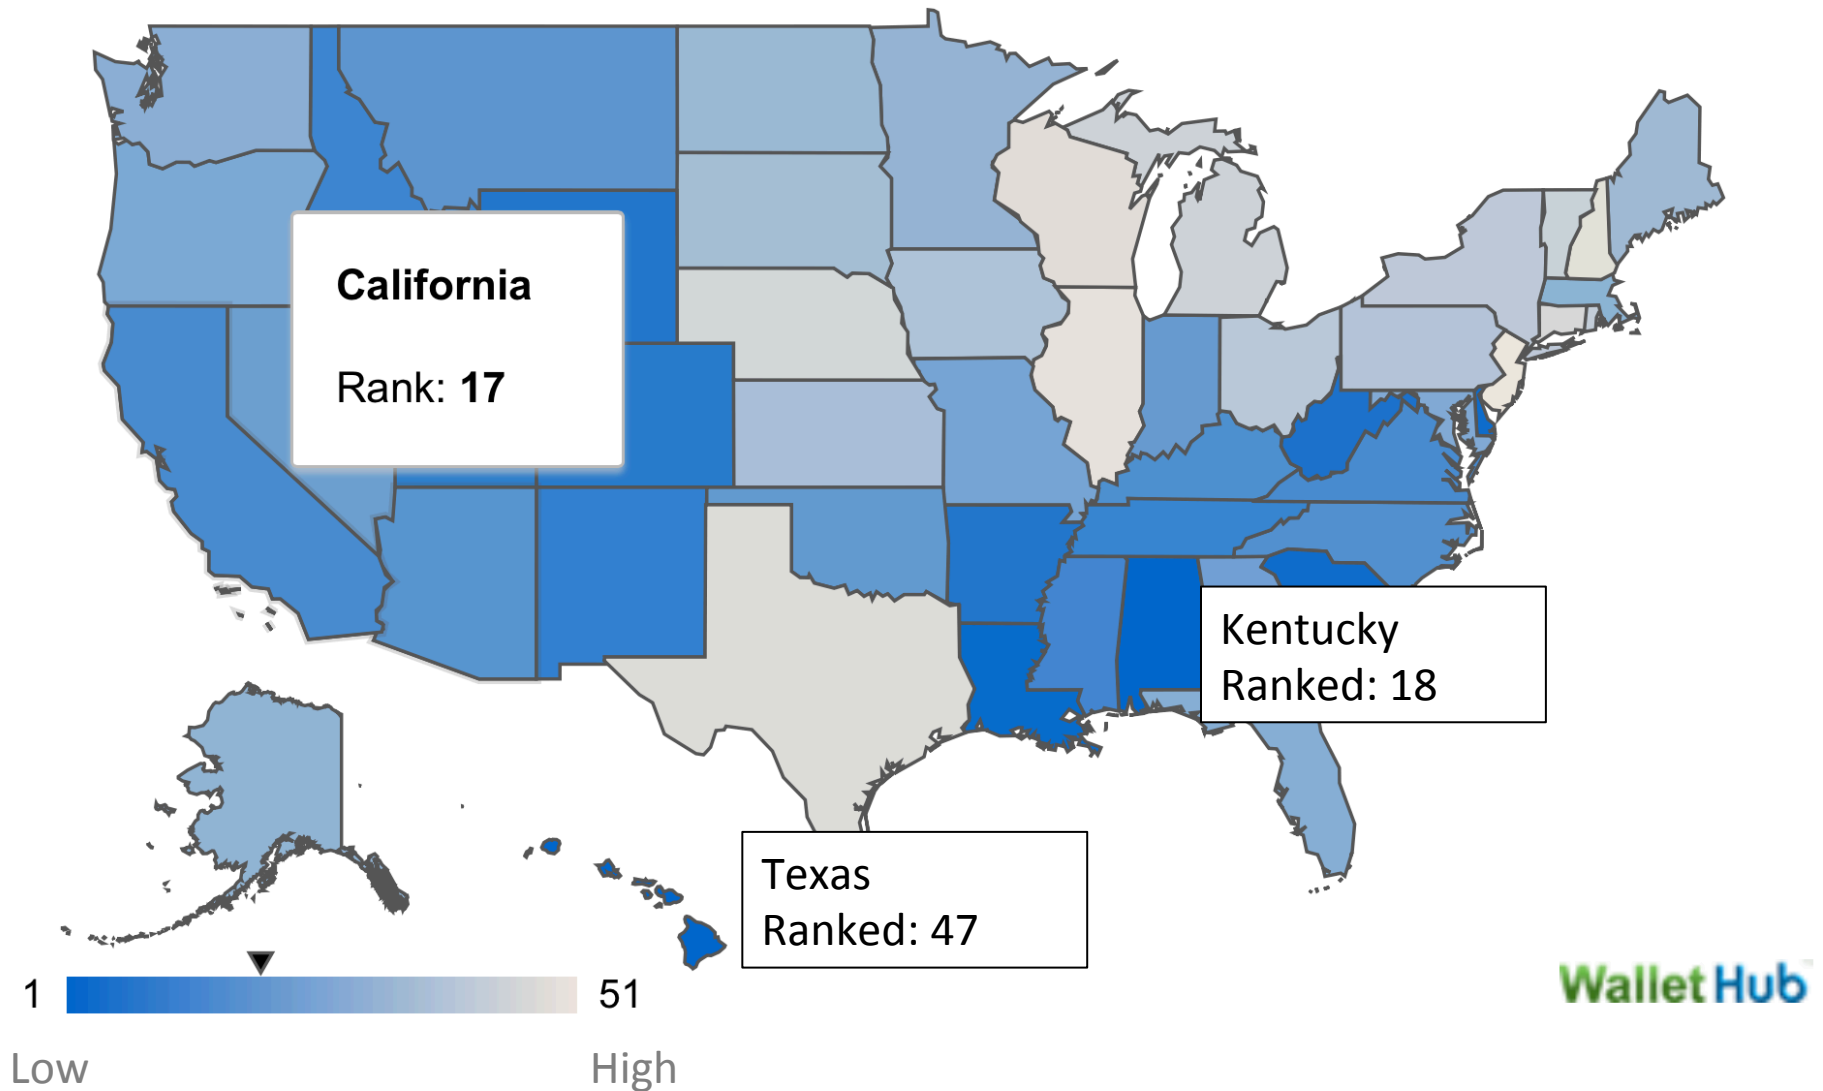 California
Rank: 17
Kentucky
Ranked: 18
Texas
Ranked: 47
1
51
Low
High
WalletHub